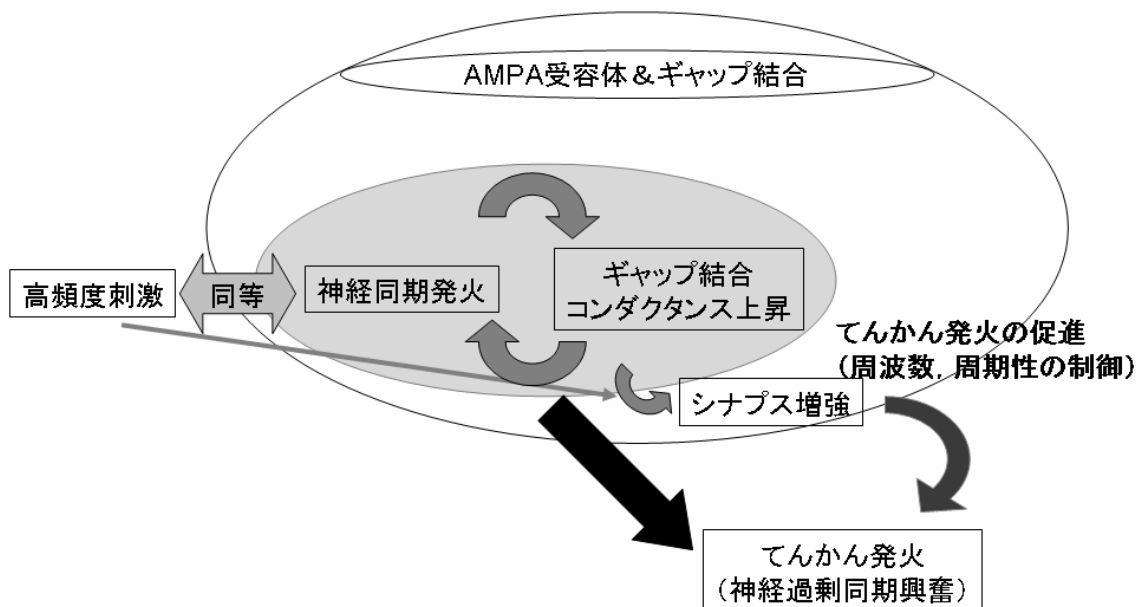 AMPA受容体＆ギャップ結合
高頻度刺激
同等
神経同期発火
ギャップ結合
コンダクタンス上昇
てんかん発火の促進
（周波数，周期性の制御）
シナプス増強
てんかん発火
（神経過剰同期興奮）